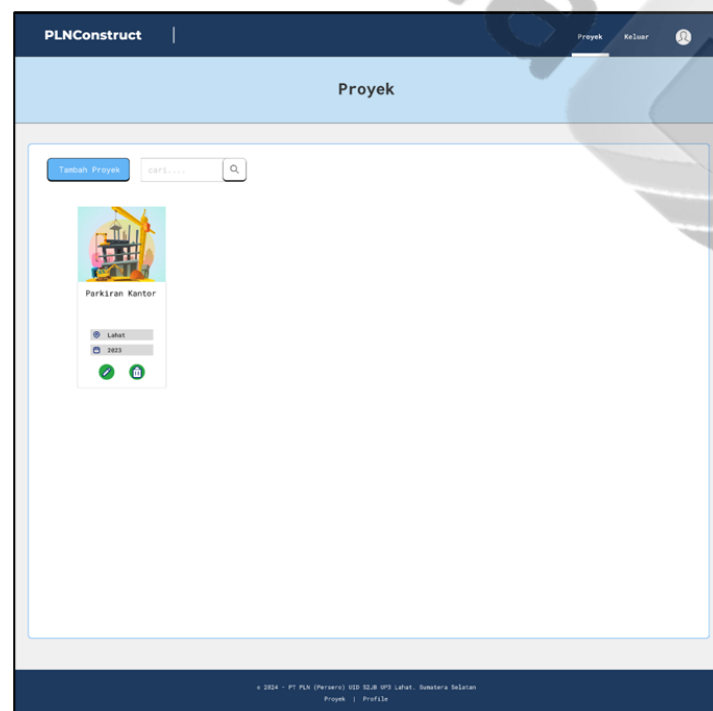 PLNConstruct
Proyek
Keluar
Proyek
Tambah Proyek
cari....
Parkiran Kantor
Lahat
2023
© 2024 - PT PLN (Persero) UID S2JB UP3 Lahat. Sumatera Selatan
Proyek | Profile